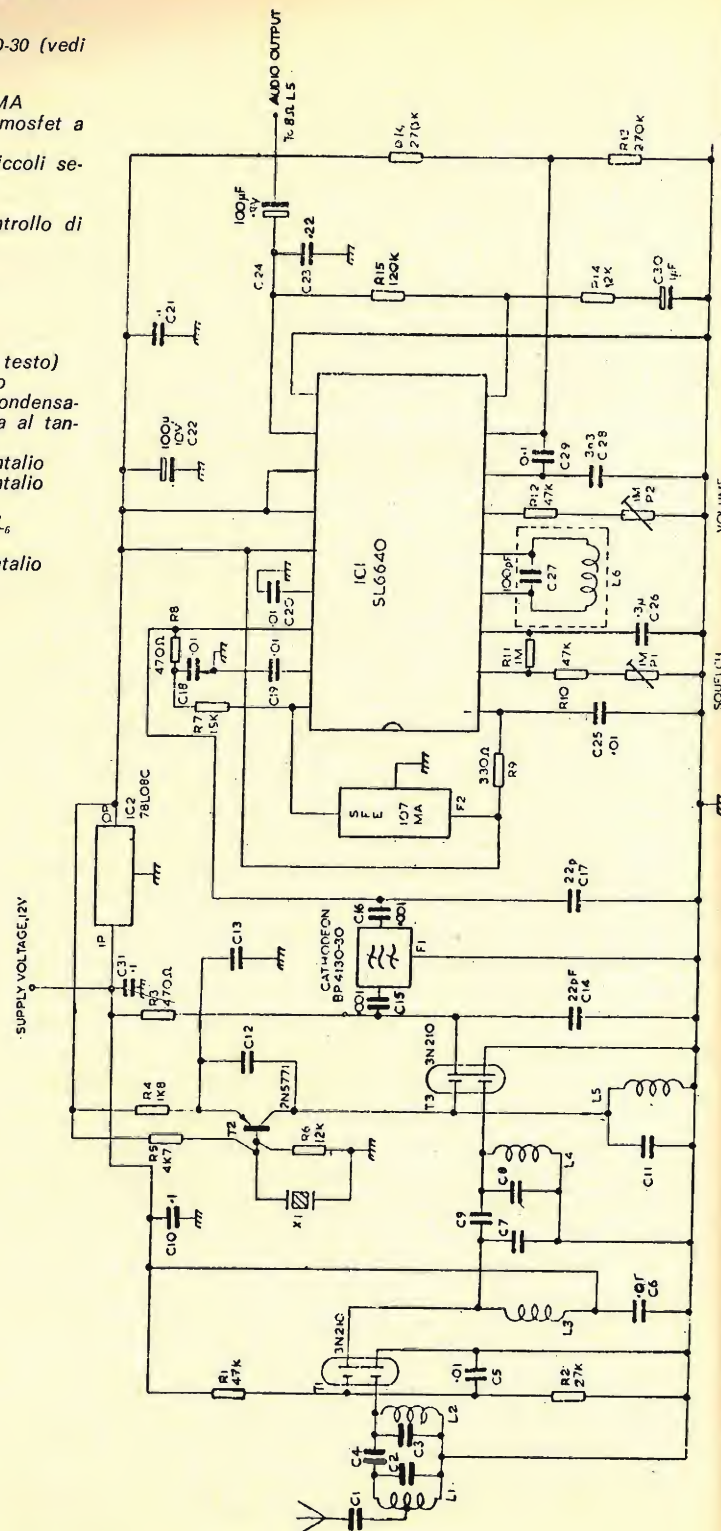 0-30 (vedi
MA
mosfet a
iccoli se-
ntrollo di
testo)
o
ondensa-
a al tan-
ntalio
ntalio
ntalio
AUDIO OUTPUT
To 8Ω LS
SUPPLY VOLTAGE,12V
100µF
C24
.22
C23
R15
120K
R14
270K
R13
270K
R14
12K
C30
1µF
.1
C21
100µ
10V
C22
IC1
SL6640
0.1
C29
3n3
C28
R12
47K
1M
P2
VOLUME
100pF
C27
L6
.3µ
C26
R11
1M
R10
47K
1M
P1
SQUELCH
C25
.01
330Ω
R9
1
.01
C20
R8
470Ω
.01
C18
.01
C19
R7
15K
SFE
107
MA
F2
OP
IC2
78L08C
IP
C31
.1
R3
470Ω
CATHODEON
BP4130-30
F1
C16
.001
C15
.001
22p
C17
22pF
C14
3N210
T3
C13
C12
R4
1K8
R5
4K7
T2
2N5771
R6
12K
X1
C10
.1
L5
C11
L4
C8
C9
C7
L3
C6
3N210
T1
R1
47K
.01
C5
R2
27K
L2
C3
C4
C2
L1
C1